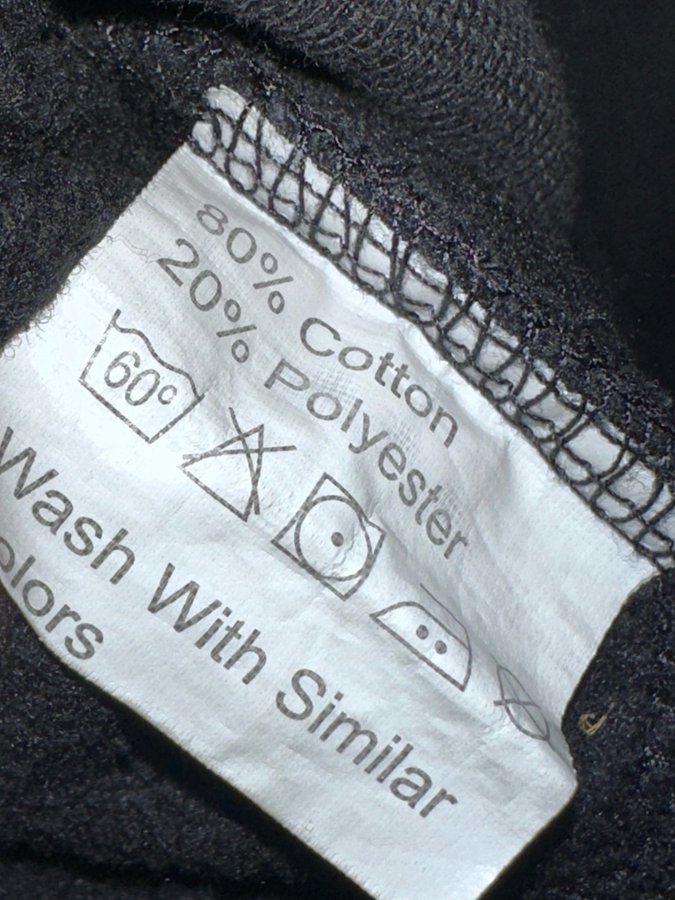 80% Cotton
20% Polyester
60°
Wash With Similar
olors